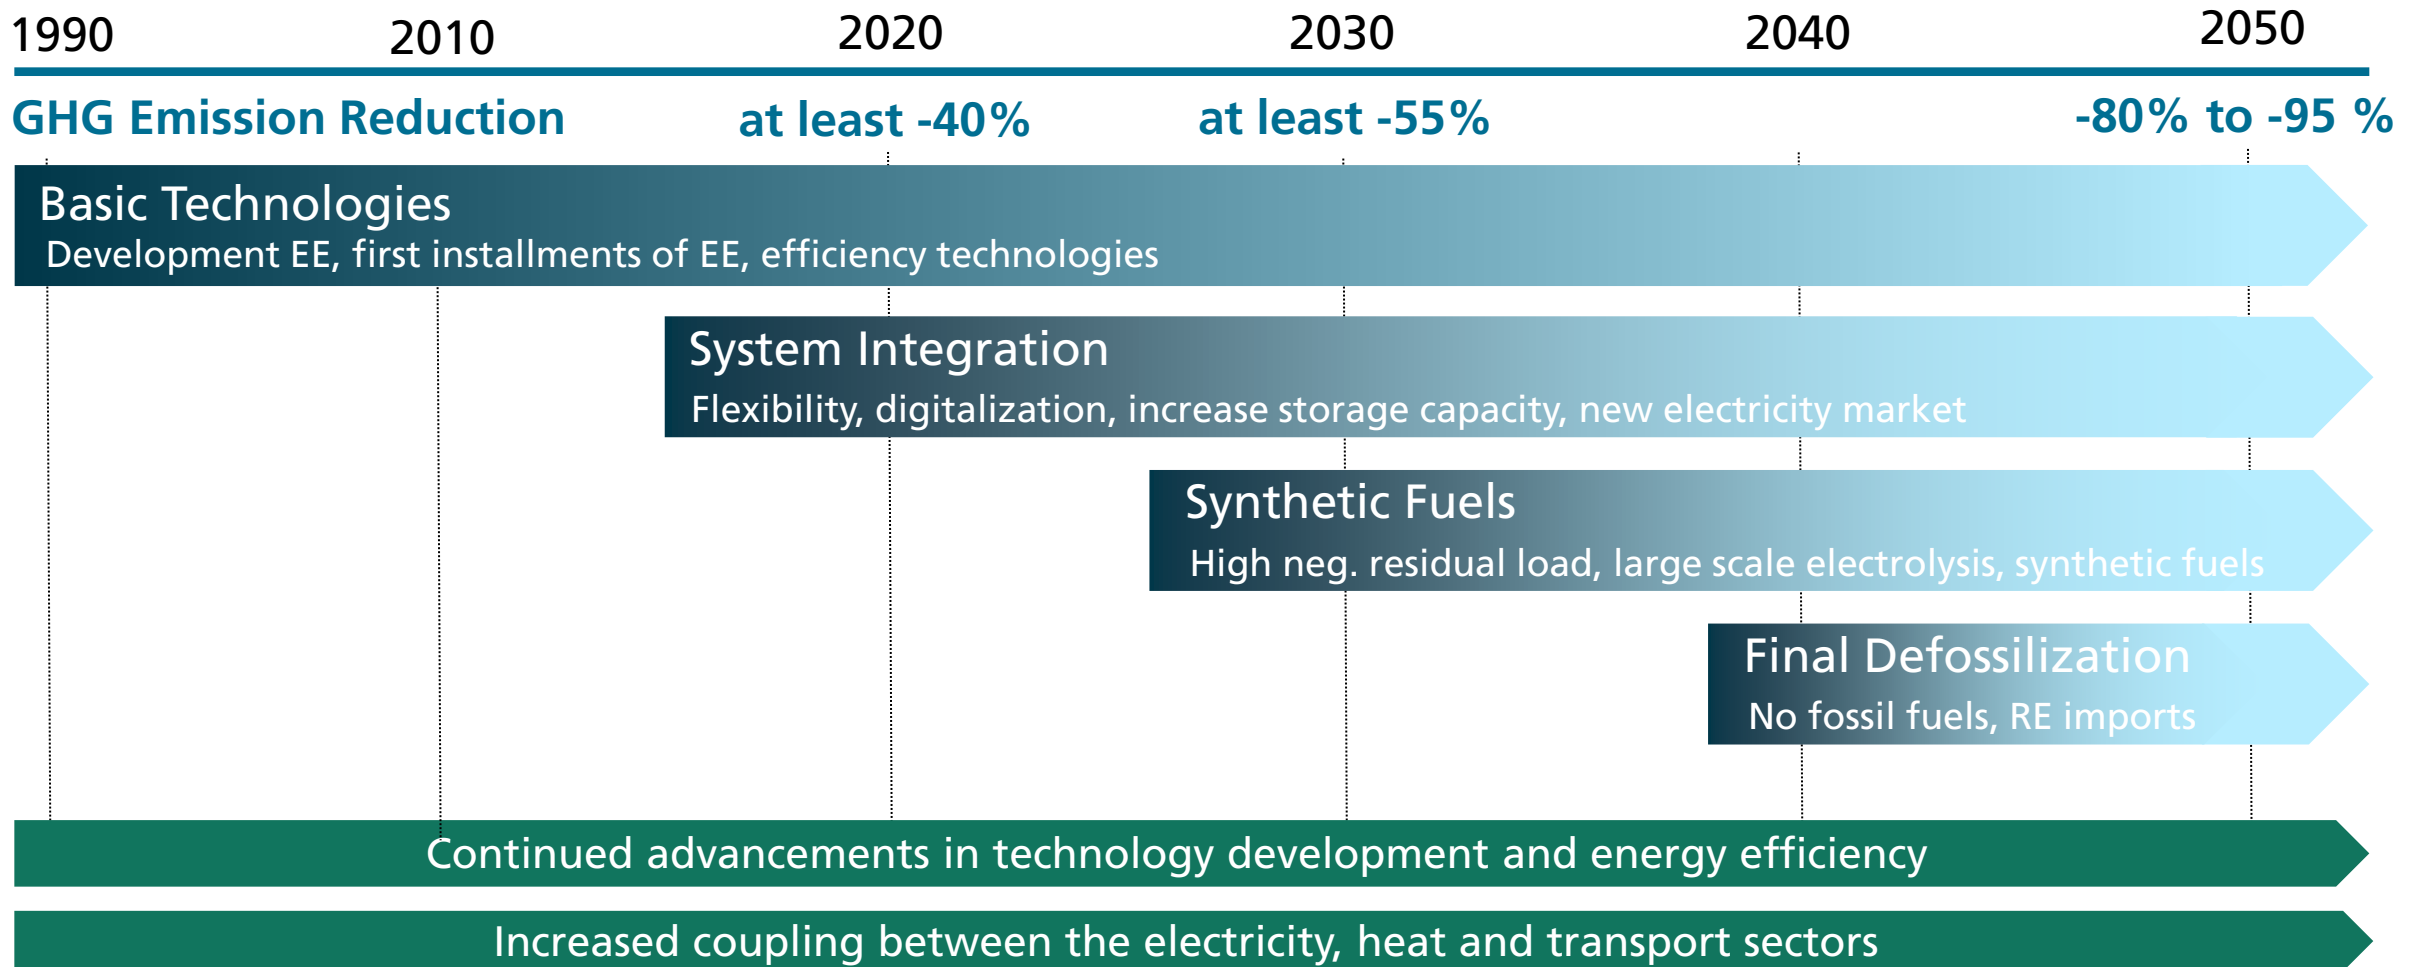 1990 2010 2020 2030 2040 2050
GHG Emission Reduction at least -40% at least -55% -80% to -95 %
Basic Technologies
Development EE, first installments of EE, efficiency technologies
System Integration
Flexibility, digitalization, increase storage capacity, new electricity market
Synthetic Fuels
High neg. residual load, large scale electrolysis, synthetic fuels
Final Defossilization
No fossil fuels, RE imports
Continued advancements in technology development and energy efficiency
Increased coupling between the electricity, heat and transport sectors